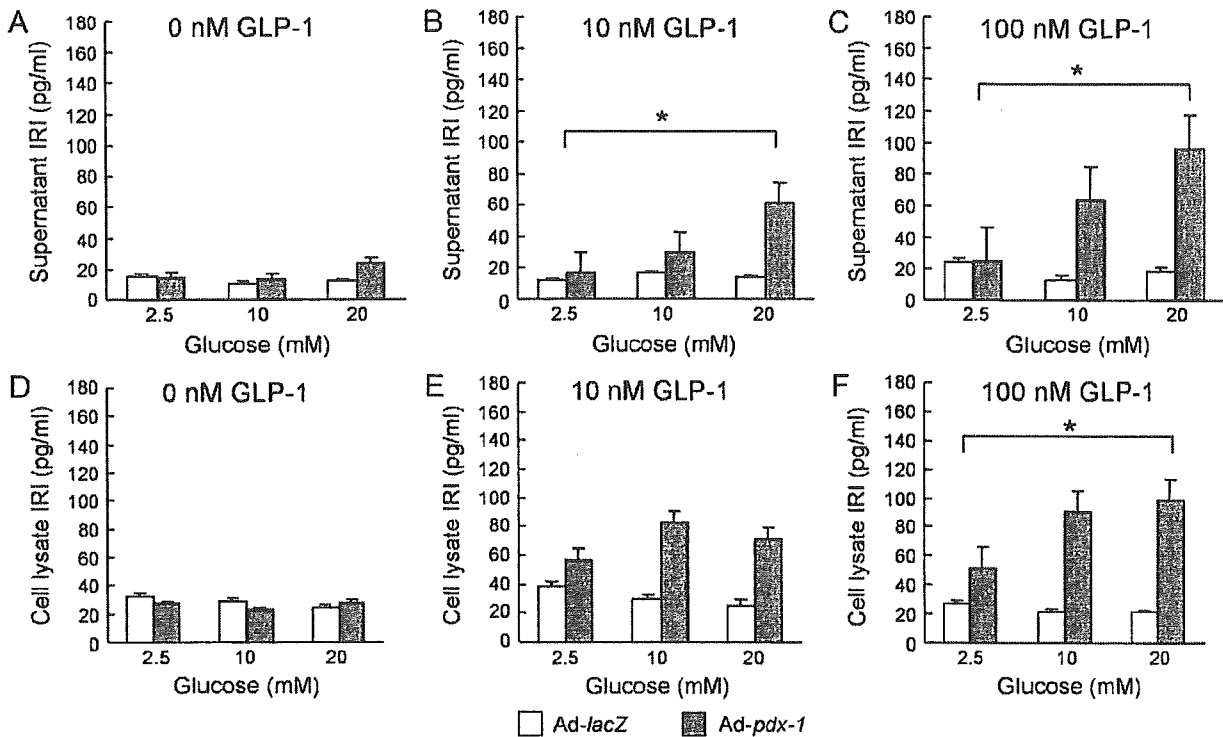 A 0 nM GLP-1
Supernatant IRI (pg/ml)
180
160
140
120
100
80
60
40
20
0
2.5 10 20
Glucose (mM)
B 10 nM GLP-1
Supernatant IRI (pg/ml)
180
160
140
120
100
80
60
40
20
0
*
2.5 10 20
Glucose (mM)
C 100 nM GLP-1
Supernatant IRI (pg/ml)
180
160
140
120
100
80
60
40
20
0
*
2.5 10 20
Glucose (mM)
D 0 nM GLP-1
Cell lysate IRI (pg/ml)
180
160
140
120
100
80
60
40
20
0
2.5 10 20
Glucose (mM)
E 10 nM GLP-1
Cell lysate IRI (pg/ml)
180
160
140
120
100
80
60
40
20
0
2.5 10 20
Glucose (mM)
F 100 nM GLP-1
Cell lysate IRI (pg/ml)
180
160
140
120
100
80
60
40
20
0
*
2.5 10 20
Glucose (mM)
Ad-lacZ Ad-pdx-1